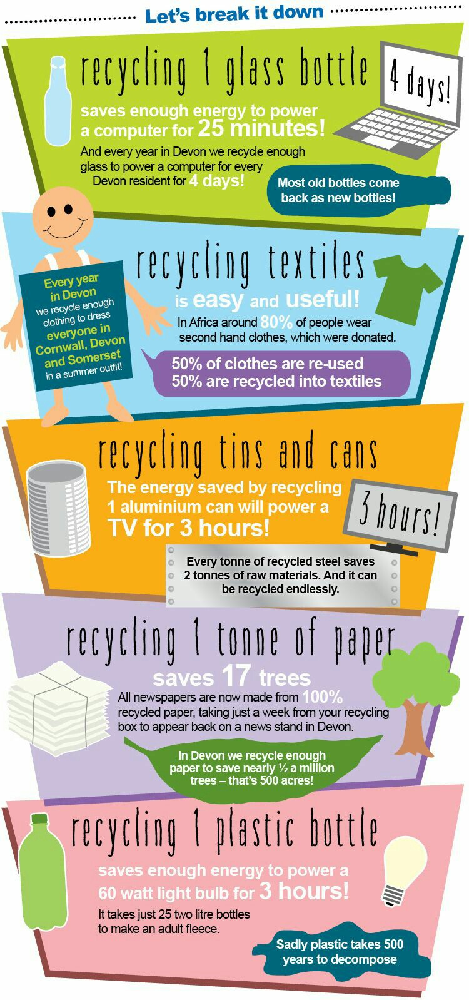 Let's break it down
recycling 1 glass bottle
4 days!
saves enough energy to power
a computer for 25 minutes!
And every year in Devon we recycle enough
glass to power a computer for every
Devon resident for 4 days!
Most old bottles come
back as new bottles!
recycling textiles
is easy and useful!
In Africa around 80% of people wear
second hand clothes, which were donated.
50% of clothes are re-used
50% are recycled into textiles
Every year
in Devon
we recycle enough
clothing to dress
everyone in
Cornwall, Devon
and Somerset
in a summer outfit!
recycling tins and cans
The energy saved by recycling
1 aluminium can will power a
TV for 3 hours!
3 hours!
Every tonne of recycled steel saves
2 tonnes of raw materials. And it can
be recycled endlessly.
recycling 1 tonne of paper
saves 17 trees
All newspapers are now made from 100%
recycled paper, taking just a week from your recycling
box to appear back on a news stand in Devon.
In Devon we recycle enough
paper to save nearly ½ a million
trees – that's 500 acres!
recycling 1 plastic bottle
saves enough energy to power a
60 watt light bulb for 3 hours!
It takes just 25 two litre bottles
to make an adult fleece.
Sadly plastic takes 500
years to decompose